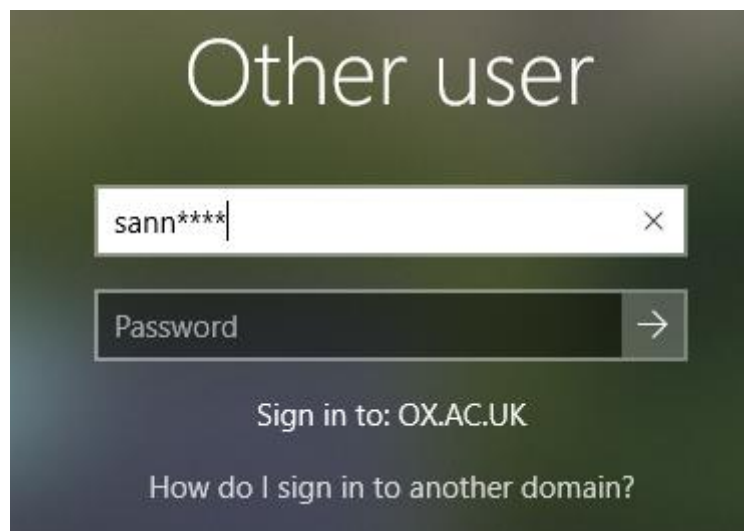 Other user
sann****
Password
Sign in to: OX.AC.UK
How do I sign in to another domain?